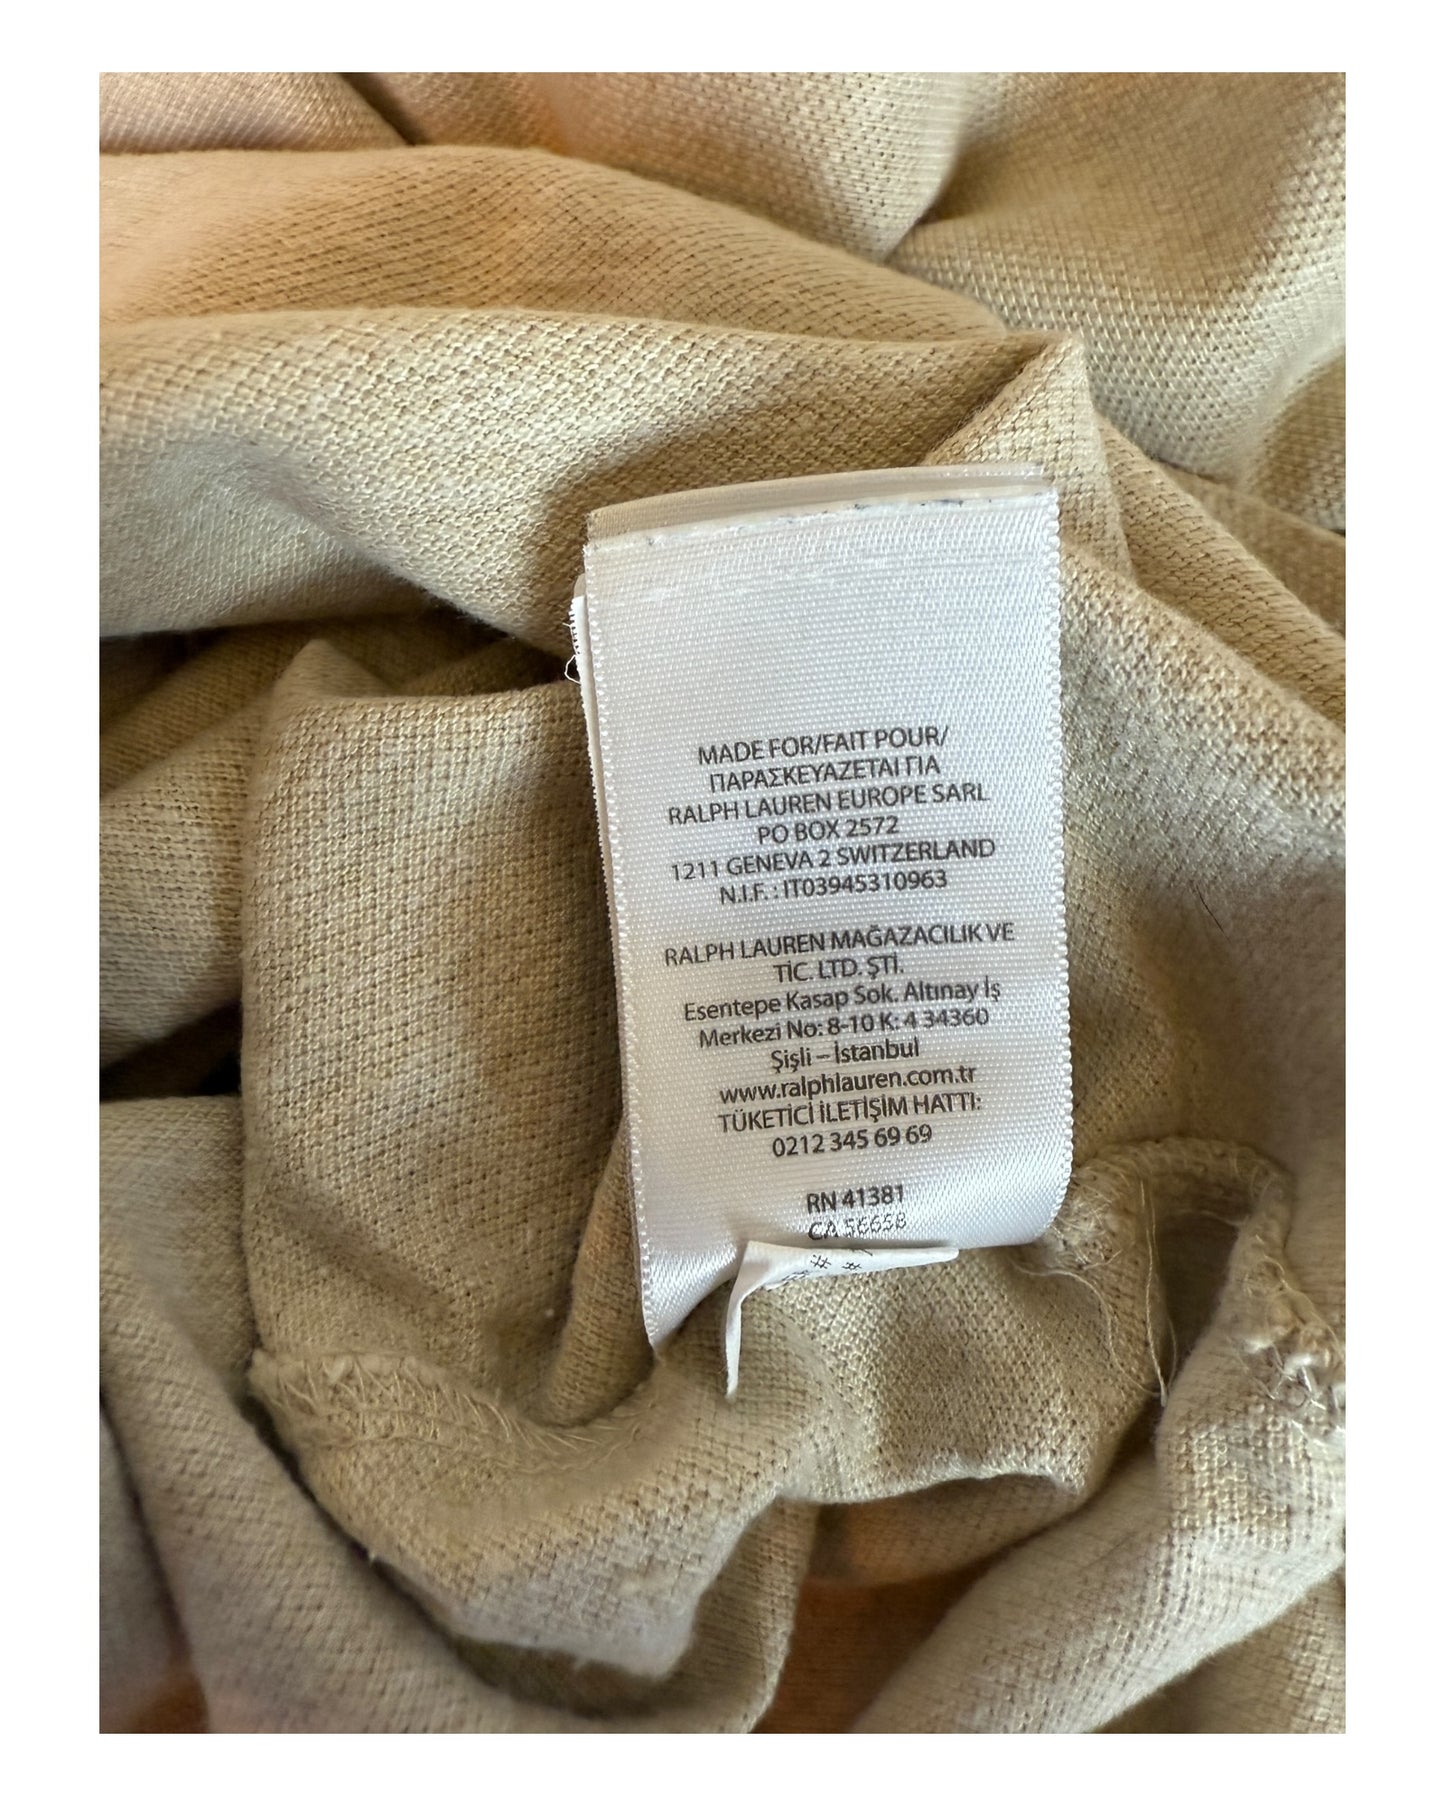 MADE FOR/FAIT POUR/
ΠΑΡΑΣΚΕΥΑΖΕΤΑΙ ΓΙΑ
RALPH LAUREN EUROPE SARL
PO BOX 2572
1211 GENEVA 2 SWITZERLAND
N.I.F. : IT03945310963
RALPH LAUREN MAĞAZACILIK VE
TİC. LTD. ŞTİ.
Esentepe Kasap Sok. Altınay İş
Merkezi No: 8-10 K: 4 34360
Şişli – İstanbul
www.ralphlauren.com.tr
TÜKETİCİ İLETİŞİM HATTI:
0212 345 69 69
RN 41381
CA 56658